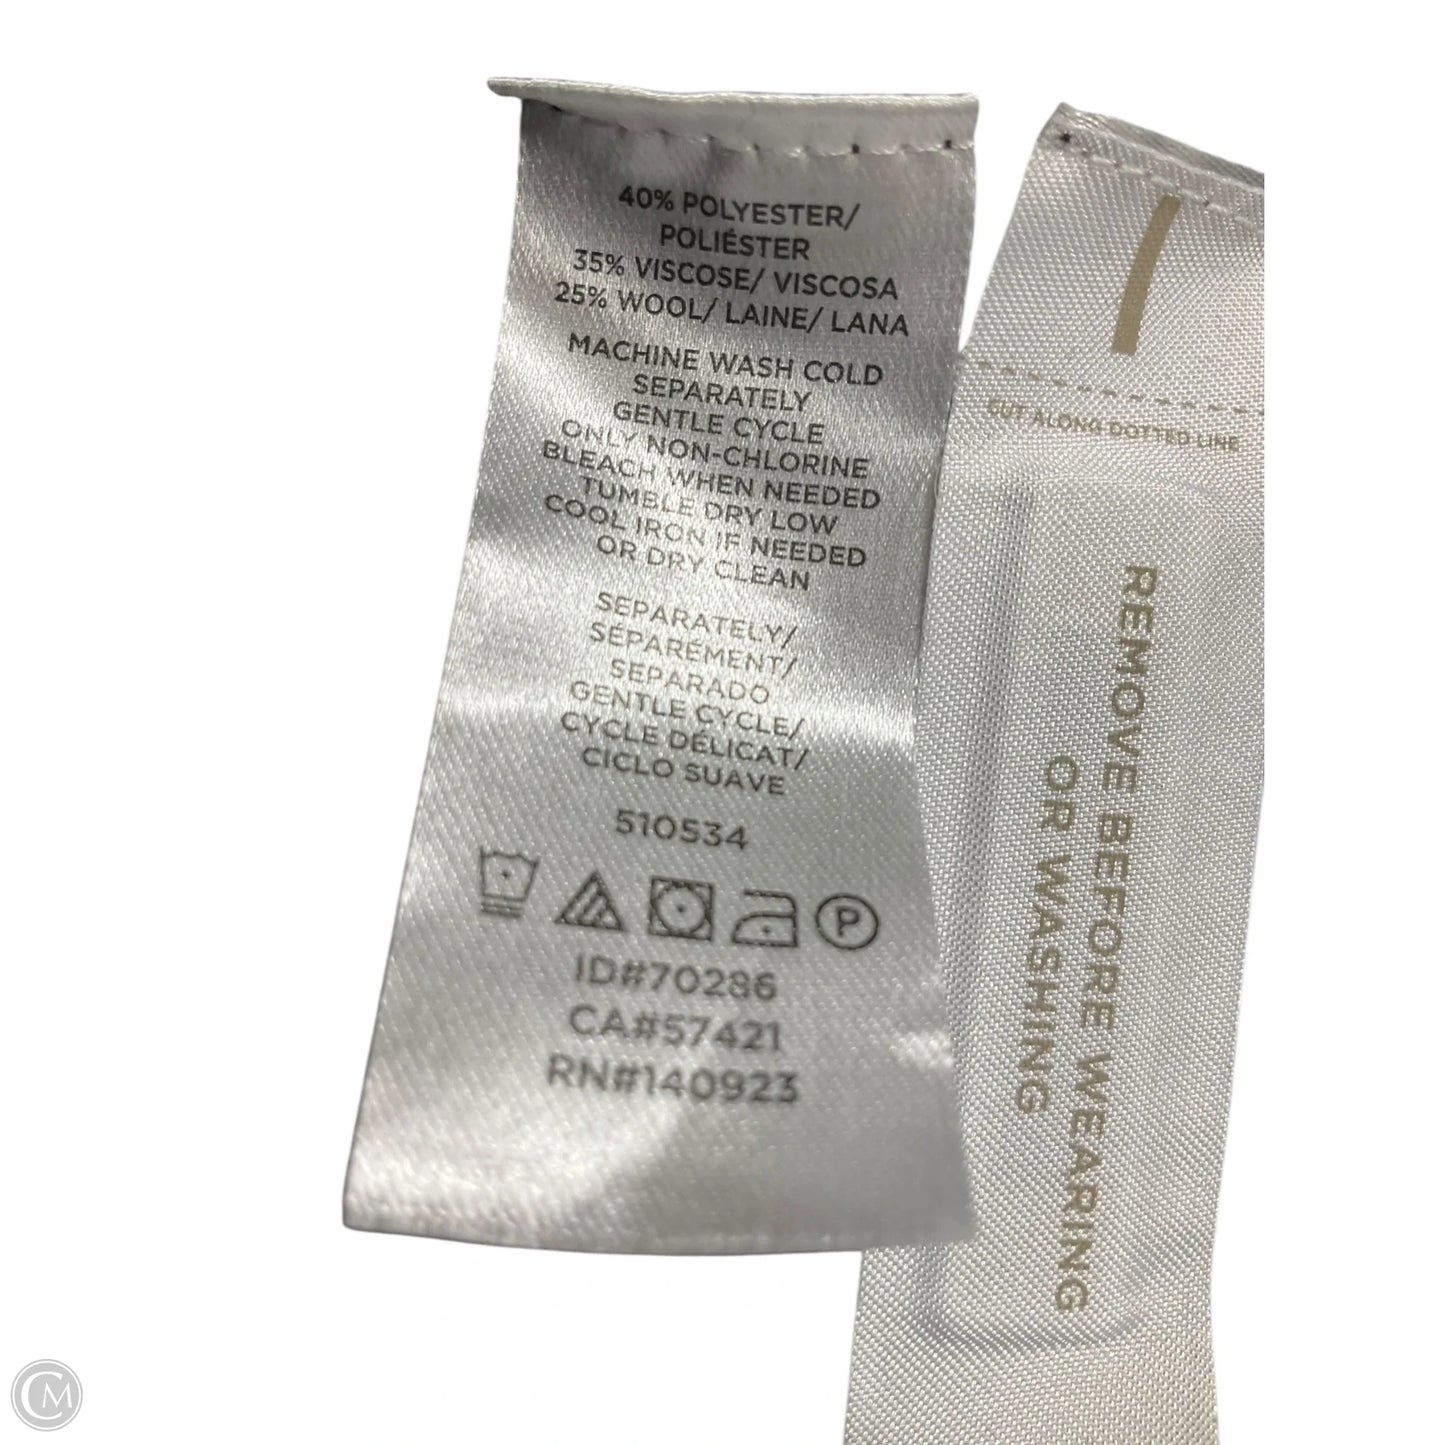 40% POLYESTER/
POLIÉSTER
35% VISCOSE/ VISCOSA
25% WOOL/ LAINE/ LANA
MACHINE WASH COLD
SEPARATELY
GENTLE CYCLE
ONLY NON-CHLORINE
BLEACH WHEN NEEDED
TUMBLE DRY LOW
COOL IRON IF NEEDED
OR DRY CLEAN
SEPARATELY/
SÉPARÉMENT/
SEPARADO
GENTLE CYCLE/
CYCLE DÉLICAT/
CICLO SUAVE
510534
P
ID#70286
CA#57421
RN#140923
CUT ALONG DOTTED LINE
REMOVE BEFORE WEARING
OR WASHING
CM